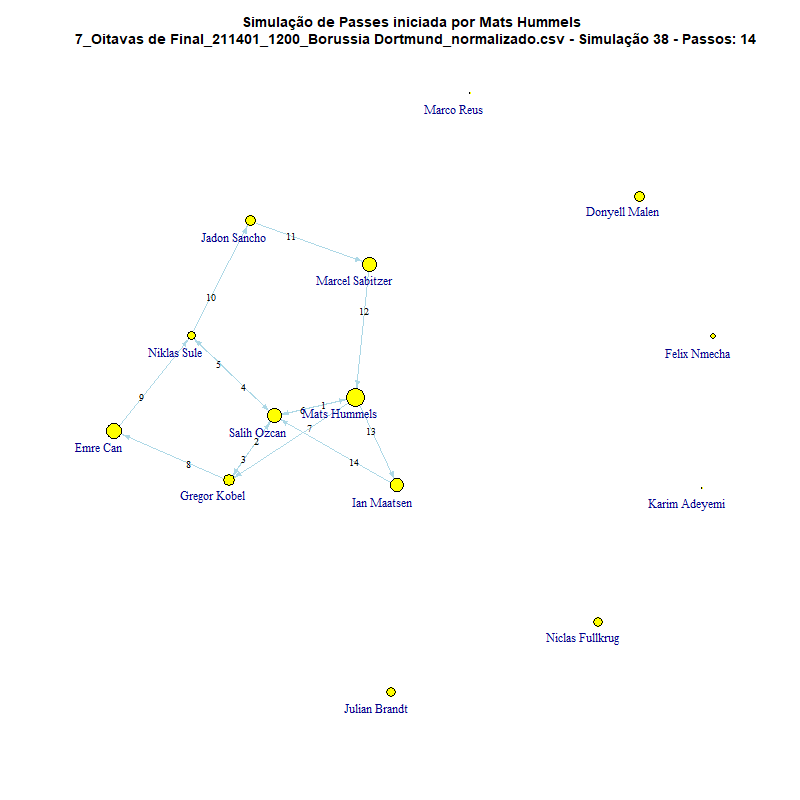 Simulação de Passes iniciada por Mats Hummels
7_Oitavas de Final_211401_1200_Borussia Dortmund_normalizado.csv - Simulação 38 - Passos: 14
Marco Reus
Donyell Malen
Jadon Sancho
11
Marcel Sabitzer
10
12
Niklas Sule
Felix Nmecha
5
4
9
6
1
Mats Hummels
Salih Ozcan
7
13
2
Emre Can
3
8
14
Gregor Kobel
Ian Maatsen
Karim Adeyemi
Niclas Fullkrug
Julian Brandt